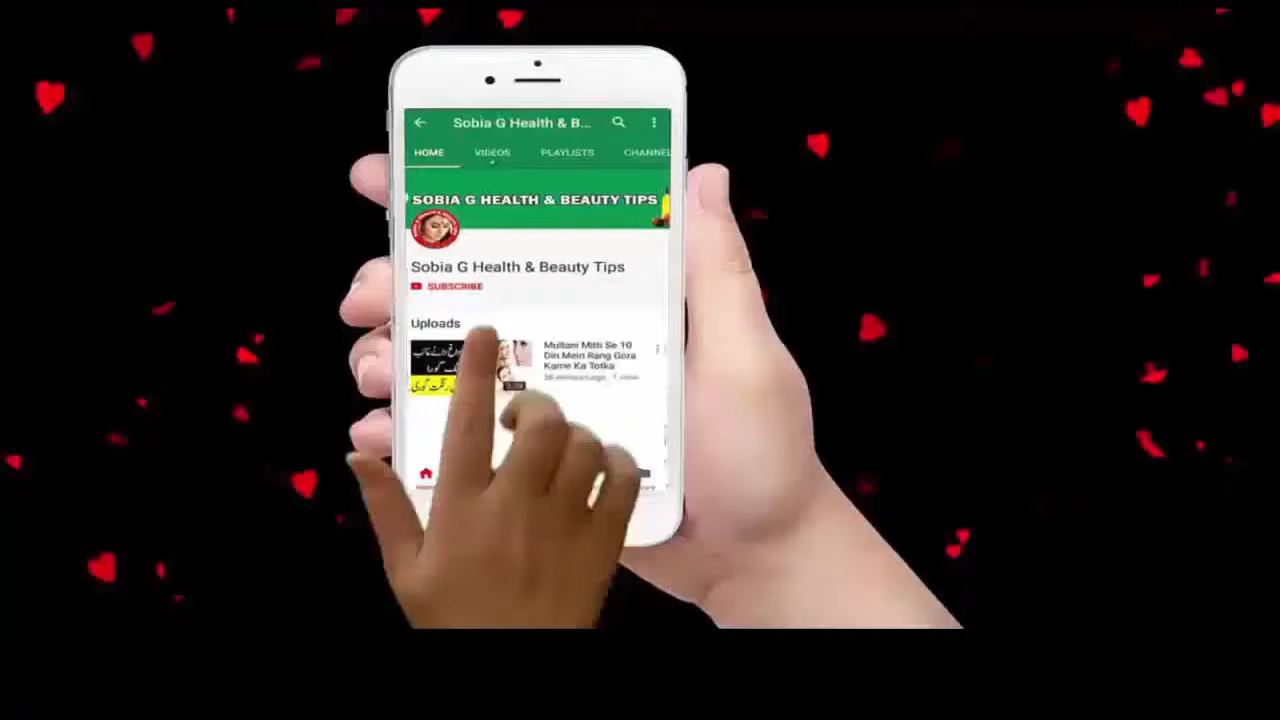 Sobia G Health & B...
HOME VIDEOS PLAYLISTS CHANNEL
SOBIA G HEALTH & BEAUTY TIPS
Sobia G Health & Beauty Tips
SUBSCRIBE
Uploads
Multani Mitti Se 10
Din Mein Rang Gora
Karne Ka Totka